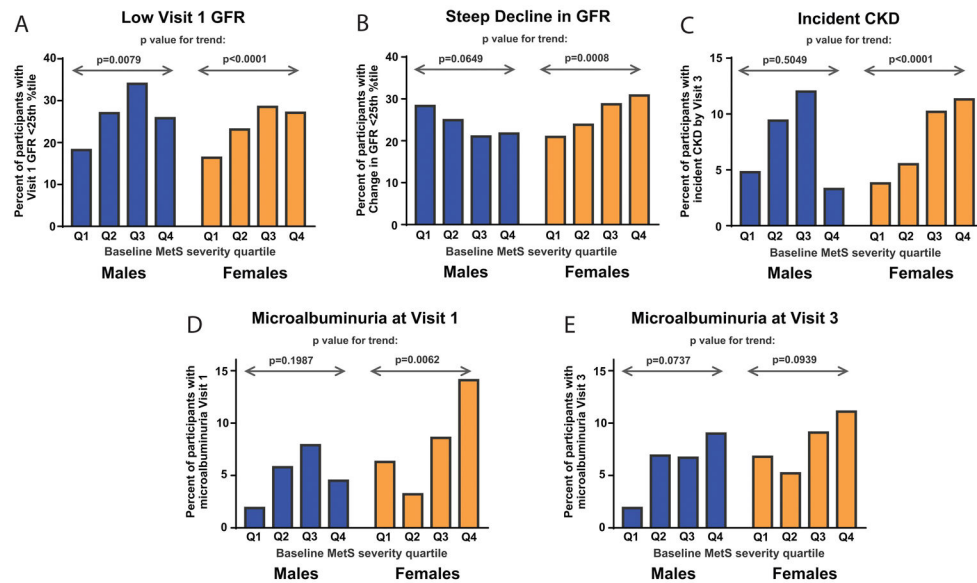 A
Low Visit 1 GFR
p value for trend:
p=0.0079
p<0.0001
Percent of participants with
Visit 1 GFR <25th %tile
40
30
20
10
0
Q1 Q2 Q3 Q4 Q1 Q2 Q3 Q4
Baseline MetS severity quartile
Males Females
B
Steep Decline in GFR
p value for trend:
p=0.0649
p=0.0008
Percent of participants with
Change in GFR <25th %tile
40
30
20
10
0
Q1 Q2 Q3 Q4 Q1 Q2 Q3 Q4
Baseline MetS severity quartile
Males Females
C
Incident CKD
p value for trend:
p=0.5049
p<0.0001
Percent of participants with
incident CKD by Visit 3
15
10
5
0
Q1 Q2 Q3 Q4 Q1 Q2 Q3 Q4
Baseline MetS severity quartile
Males Females
D
Microalbuminuria at Visit 1
p value for trend:
p=0.1987
p=0.0062
Percent of participants with
microalbuminuria Visit 1
15
10
5
0
Q1 Q2 Q3 Q4 Q1 Q2 Q3 Q4
Baseline MetS severity quartile
Males Females
E
Microalbuminuria at Visit 3
p value for trend:
p=0.0737
p=0.0939
Percent of participants with
microalbuminuria Visit 3
15
10
5
0
Q1 Q2 Q3 Q4 Q1 Q2 Q3 Q4
Baseline MetS severity quartile
Males Females